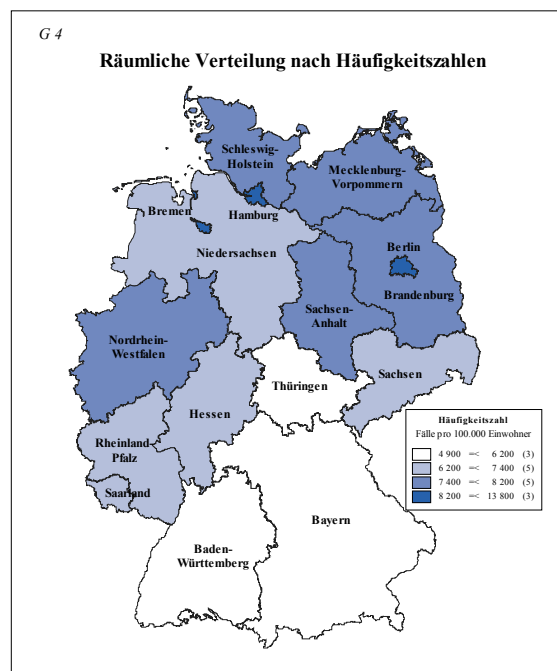 G 4
Räumliche Verteilung nach Häufigkeitszahlen
Schleswig-
Holstein
Mecklenburg-
Vorpommern
Bremen
Hamburg
Niedersachsen
Berlin
Brandenburg
Sachsen-
Anhalt
Nordrhein-
Westfalen
Sachsen
Thüringen
Hessen
Rheinland-
Pfalz
Saarland
Bayern
Baden-
Württemberg
Häufigkeitszahl
Fälle pro 100.000 Einwohner
4 900 =< 6 200 (3)
6 200 =< 7 400 (5)
7 400 =< 8 200 (5)
8 200 =< 13 800 (3)